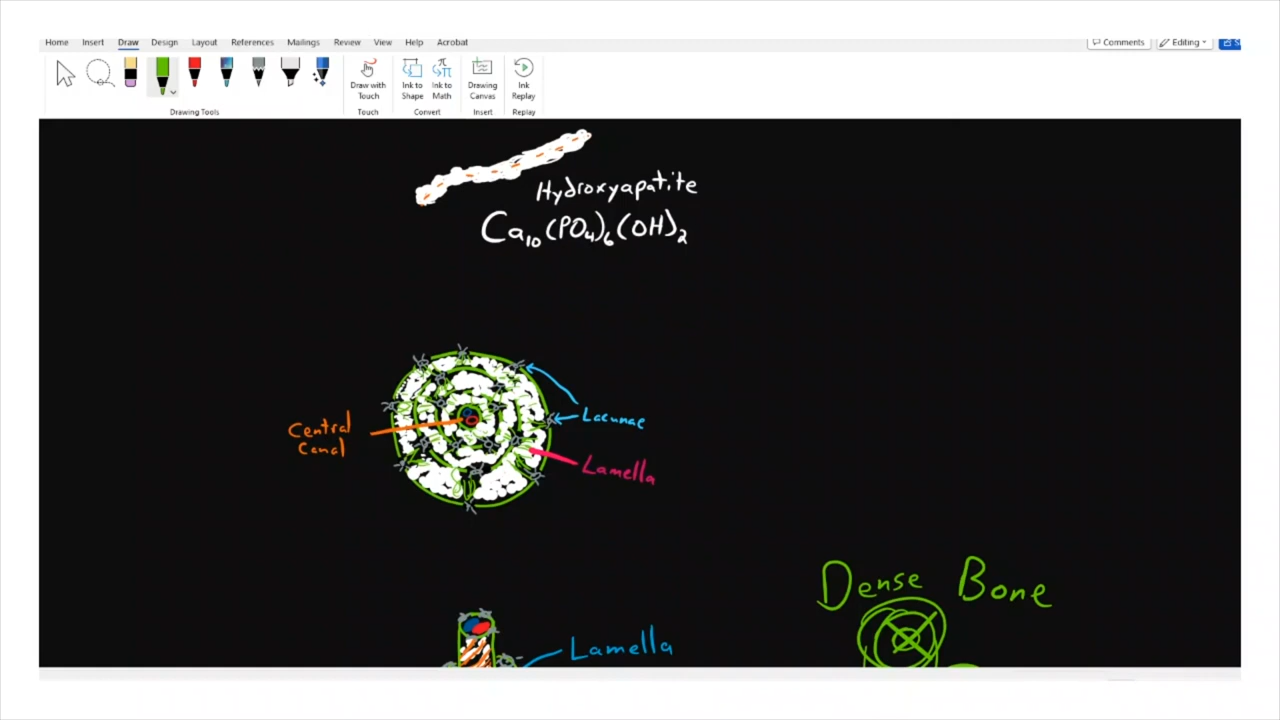 Home Insert Draw Design Layout References Mailings Review View Help Acrobat
Comments Editing
Draw with Touch
Ink to Shape
Ink to Math
Drawing Canvas
Ink Replay
Drawing Tools Touch Convert Insert Replay
Hydroxyapatite
Ca10(PO4)6(OH)2
Central
Canal
Lacunae
Lamella
Dense Bone
Lamella